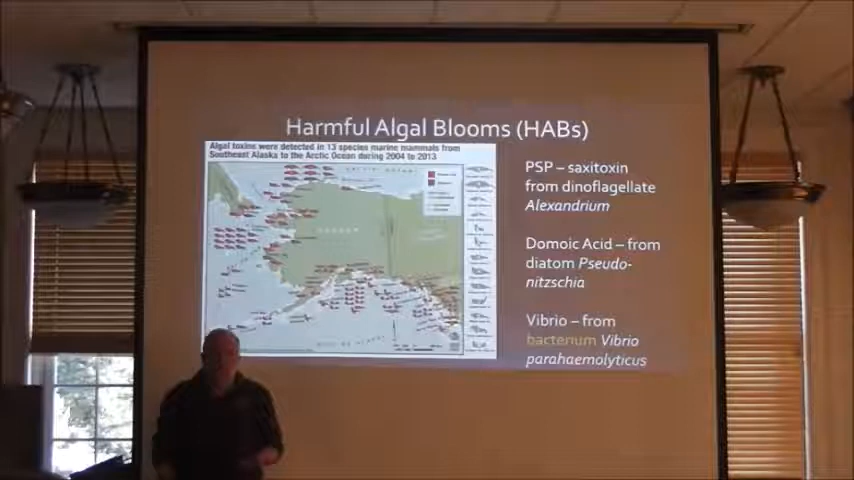 Harmful Algal Blooms (HABs)
Algal toxins were detected in 13 species marine mammals from
Southeast Alaska to the Arctic Ocean during 2004 to 2013
PSP – saxitoxin
from dinoflagellate
Alexandrium
Domoic Acid – from
diatom Pseudo-
nitzschia
Vibrio – from
bacterium Vibrio
parahaemolyticus